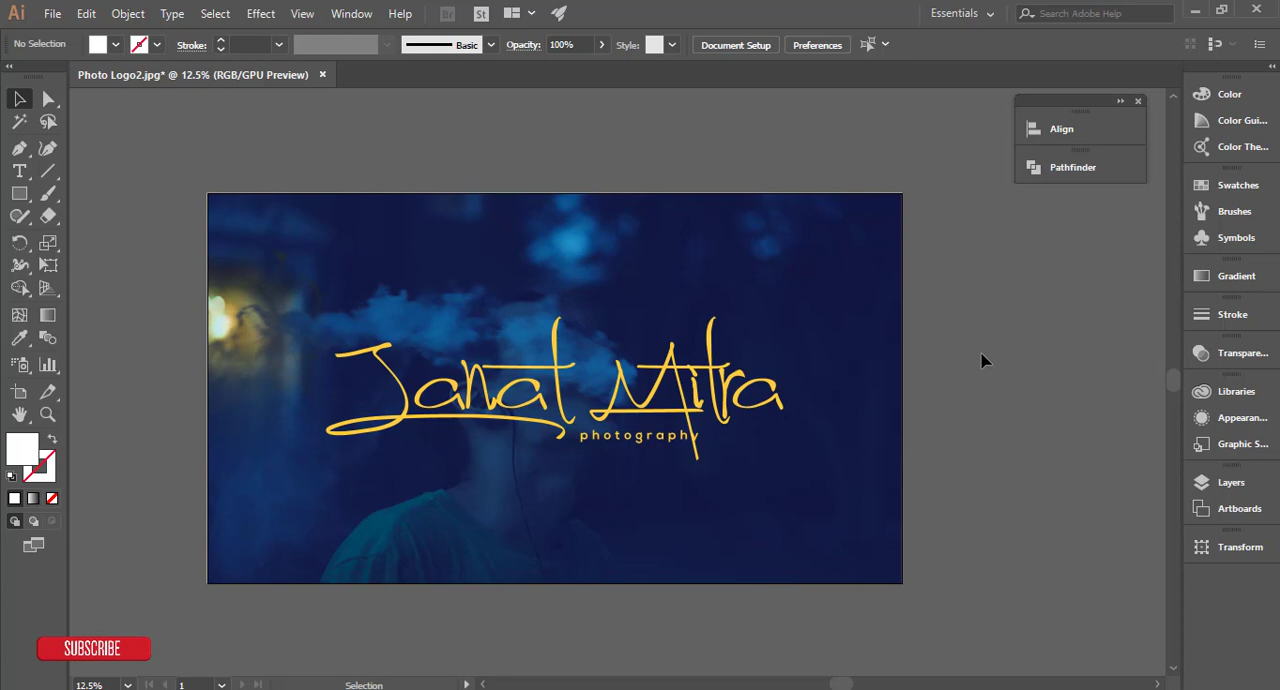 Ai File Edit Object Type Select Effect View Window Help Br St Essentials Search Adobe Help
No Selection Stroke: Basic Opacity: 100% Style: Document Setup Preferences
Photo Logo2.jpg* @ 12.5% (RGB/GPU Preview)
Align
Pathfinder
Color
Color Gui...
Color The...
Swatches
Brushes
Symbols
Gradient
Stroke
Transpare...
Libraries
Appearan...
Graphic S...
Layers
Artboards
Transform
Janat Mitra
photography
SUBSCRIBE
12.5% 1 Selection